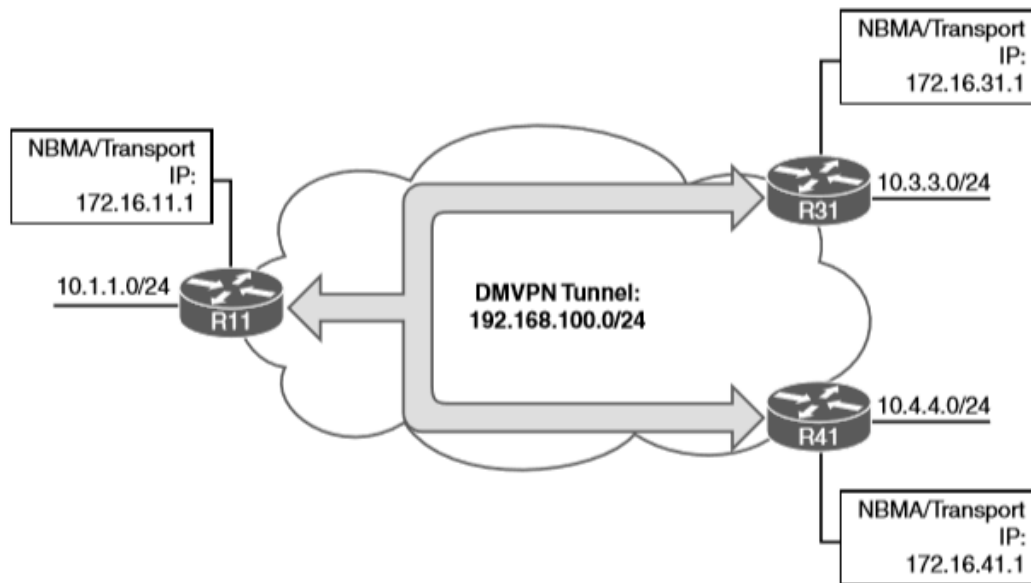 NBMA/Transport
IP:
172.16.31.1
NBMA/Transport
IP:
172.16.11.1
10.3.3.0/24
R31
10.1.1.0/24
R11
DMVPN Tunnel:
192.168.100.0/24
10.4.4.0/24
R41
NBMA/Transport
IP:
172.16.41.1